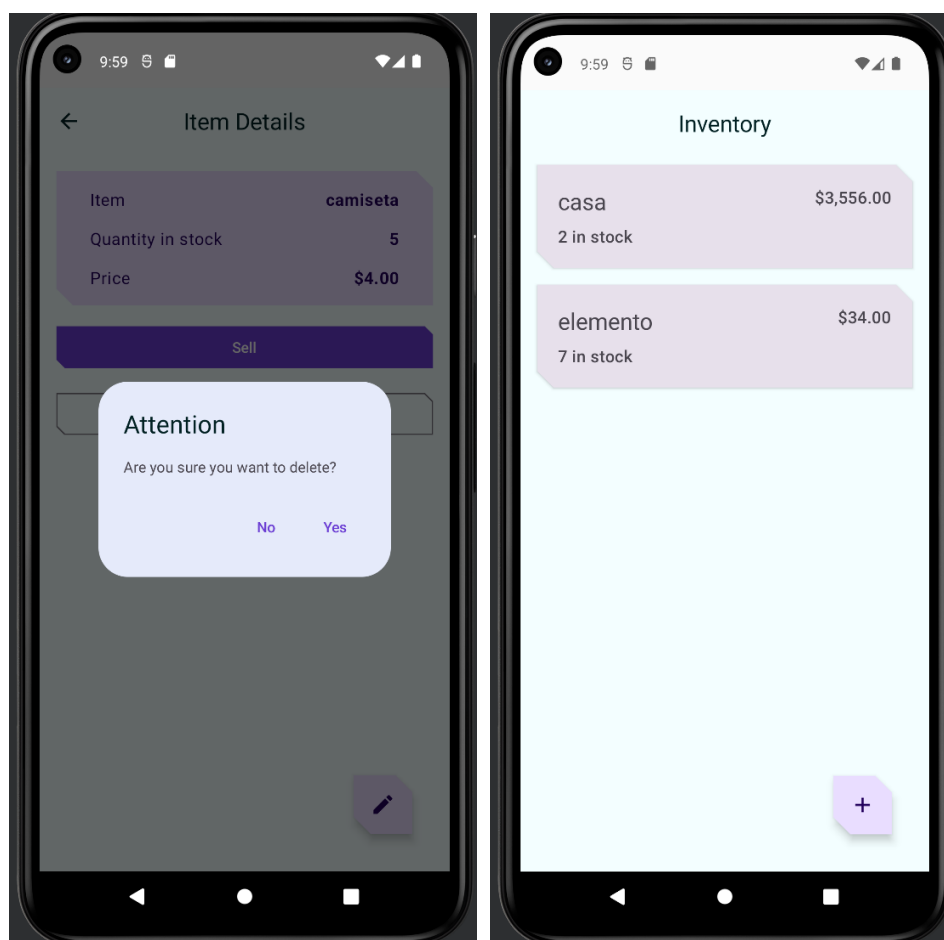 9:59
Item Details
Item camiseta
Quantity in stock 5
Price $4.00
Sell
Attention
Are you sure you want to delete?
No Yes
9:59
Inventory
casa $3,556.00
2 in stock
elemento $34.00
7 in stock